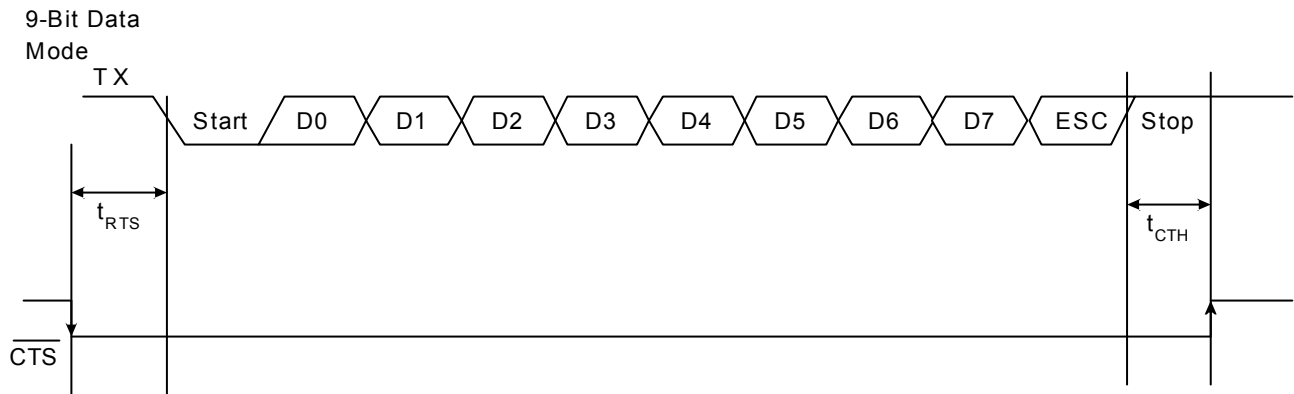 9-Bit Data
Mode
TX
Start D0 D1 D2 D3 D4 D5 D6 D7 ESC Stop
tRTS
tCTH
CTS